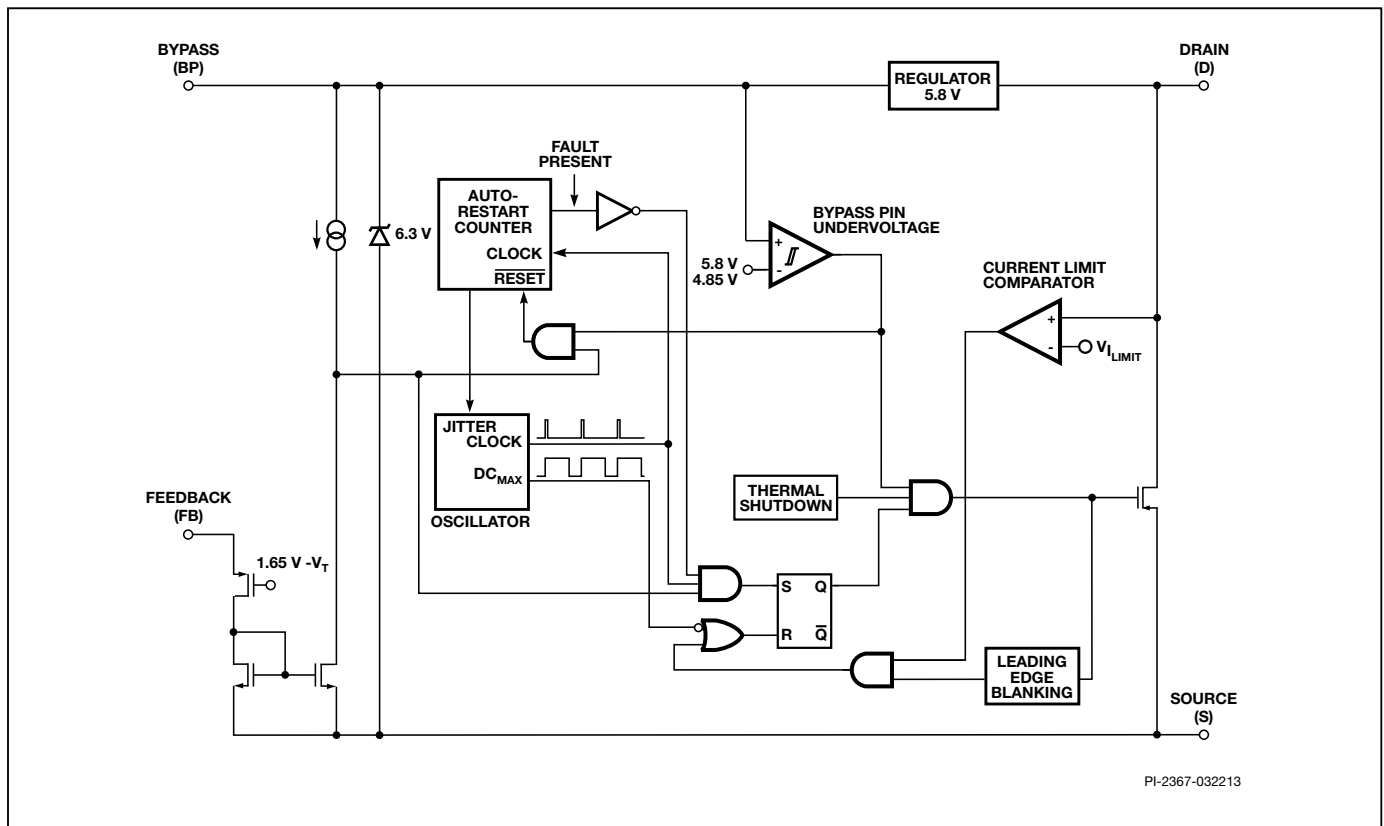 BYPASS
(BP)
DRAIN
(D)
REGULATOR
5.8 V
FAULT
PRESENT
AUTO-
RESTART
COUNTER
CLOCK
RESET
6.3 V
BYPASS PIN
UNDERVOLTAGE
+
-
5.8 V
4.85 V
CURRENT LIMIT
COMPARATOR
+
-
VI LIMIT
JITTER
CLOCK
DCMAX
OSCILLATOR
THERMAL
SHUTDOWN
FEEDBACK
(FB)
1.65 V -VT
S Q
R Q̅
LEADING
EDGE
BLANKING
SOURCE
(S)
PI-2367-032213